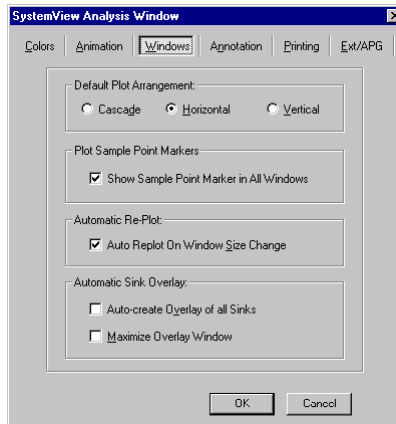 SystemView Analysis Window
Colors Animation Windows Annotation Printing Ext/APG
Default Plot Arrangement:
Cascade Horizontal Vertical
Plot Sample Point Markers
Show Sample Point Marker in All Windows
Automatic Re-Plot:
Auto Replot On Window Size Change
Automatic Sink Overlay:
Auto-create Overlay of all Sinks
Maximize Overlay Window
OK Cancel